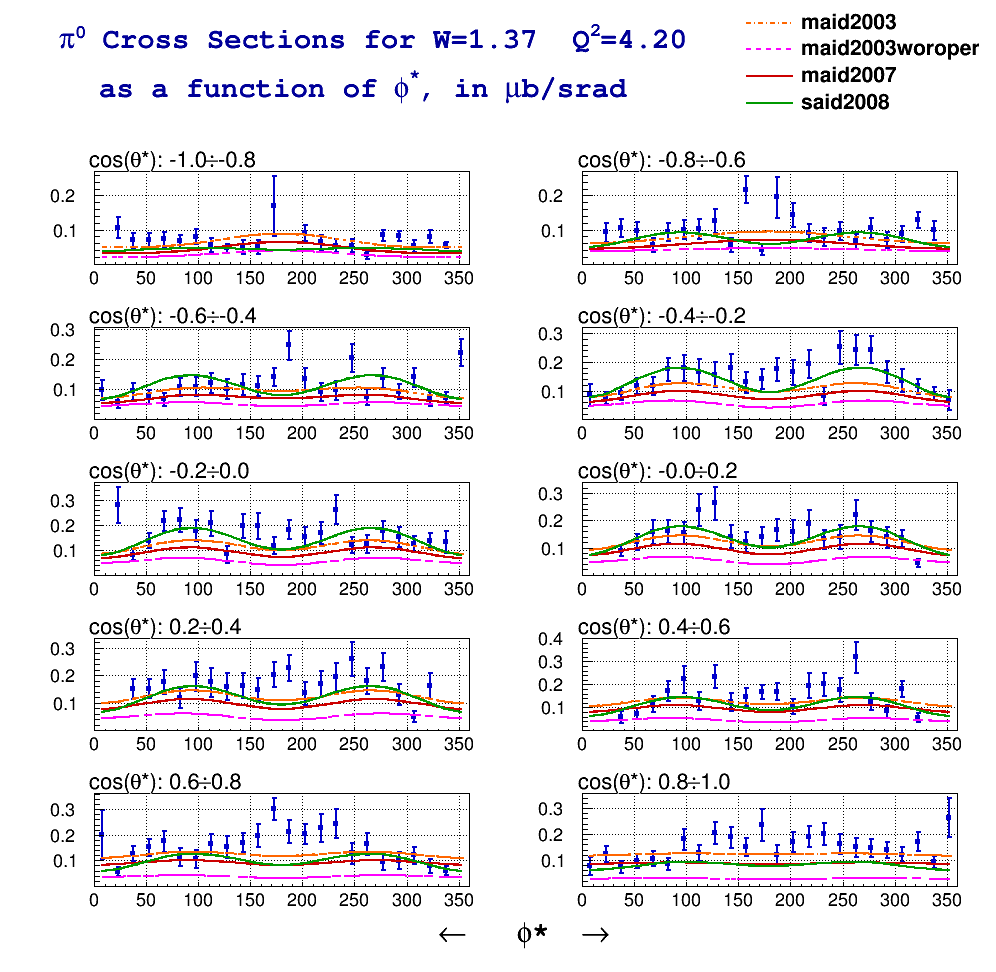 π⁰ Cross Sections for W=1.37 Q²=4.20
as a function of ϕ*, in μb/srad
maid2003
maid2003woroper
maid2007
said2008
cos(θ*): -1.0÷-0.8
0.2
0.1
0 50 100 150 200 250 300 350
cos(θ*): -0.8÷-0.6
0.2
0.1
0 50 100 150 200 250 300 350
cos(θ*): -0.6÷-0.4
0.3
0.2
0.1
0 50 100 150 200 250 300 350
cos(θ*): -0.4÷-0.2
0.3
0.2
0.1
0 50 100 150 200 250 300 350
cos(θ*): -0.2÷0.0
0.3
0.2
0.1
0 50 100 150 200 250 300 350
cos(θ*): -0.0÷0.2
0.3
0.2
0.1
0 50 100 150 200 250 300 350
cos(θ*): 0.2÷0.4
0.3
0.2
0.1
0 50 100 150 200 250 300 350
cos(θ*): 0.4÷0.6
0.4
0.3
0.2
0.1
0 50 100 150 200 250 300 350
cos(θ*): 0.6÷0.8
0.3
0.2
0.1
0 50 100 150 200 250 300 350
cos(θ*): 0.8÷1.0
0.3
0.2
0.1
0 50 100 150 200 250 300 350
← ϕ* →